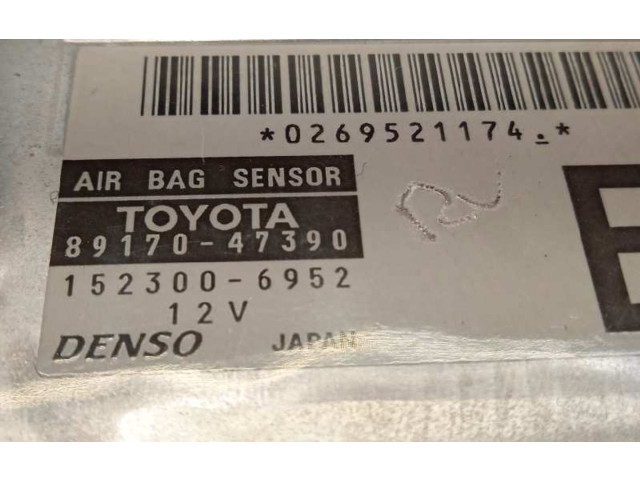 *0269521174.*
AIR BAG SENSOR
TOYOTA
89170-47390
152300-6952
12V
DENSO JAPAN
E